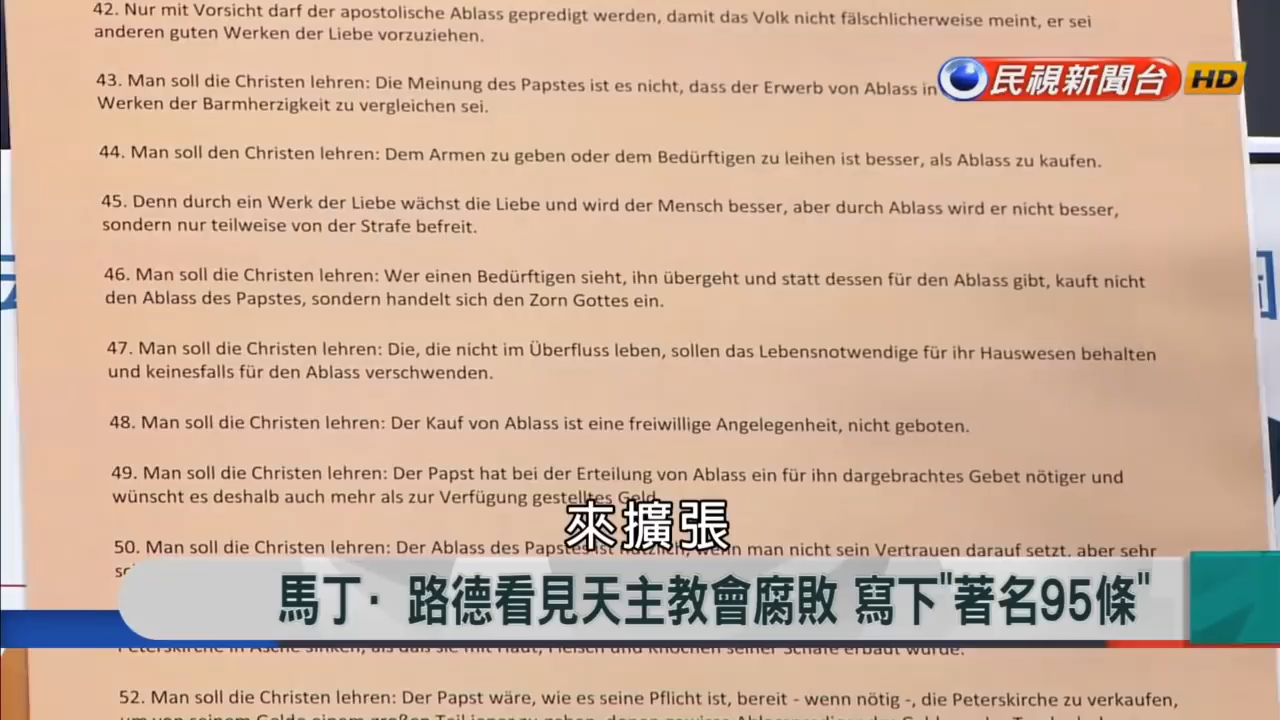 42. Nur mit Vorsicht darf der apostolische Ablass gepredigt werden, damit das Volk nicht fälschlicherweise meint, er sei
anderen guten Werken der Liebe vorzuziehen.
43. Man soll die Christen lehren: Die Meinung des Papstes ist es nicht, dass der Erwerb von Ablass in
民視新聞台 HD
Werken der Barmherzigkeit zu vergleichen sei.
44. Man soll den Christen lehren: Dem Armen zu geben oder dem Bedürftigen zu leihen ist besser, als Ablass zu kaufen.
45. Denn durch ein Werk der Liebe wächst die Liebe und wird der Mensch besser, aber durch Ablass wird er nicht besser,
sondern nur teilweise von der Strafe befreit.
46. Man soll die Christen lehren: Wer einen Bedürftigen sieht, ihn übergeht und statt dessen für den Ablass gibt, kauft nicht
den Ablass des Papstes, sondern handelt sich den Zorn Gottes ein.
47. Man soll die Christen lehren: Die, die nicht im Überfluss leben, sollen das Lebensnotwendige für ihr Hauswesen behalten
und keinesfalls für den Ablass verschwenden.
48. Man soll die Christen lehren: Der Kauf von Ablass ist eine freiwillige Angelegenheit, nicht geboten.
49. Man soll die Christen lehren: Der Papst hat bei der Erteilung von Ablass ein für ihn dargebrachtes Gebet nötiger und
wünscht es deshalb auch mehr als zur Verfügung gestelltes Geld.
來擴張
50. Man soll die Christen lehren: Der Ablass des Papstes ist nützlich, wenn man nicht sein Vertrauen darauf setzt, aber sehr
馬丁· 路德看見天主教會腐敗 寫下"著名95條"
52. Man soll die Christen lehren: Der Papst wäre, wie es seine Pflicht ist, bereit - wenn nötig -, die Peterskirche zu verkaufen,